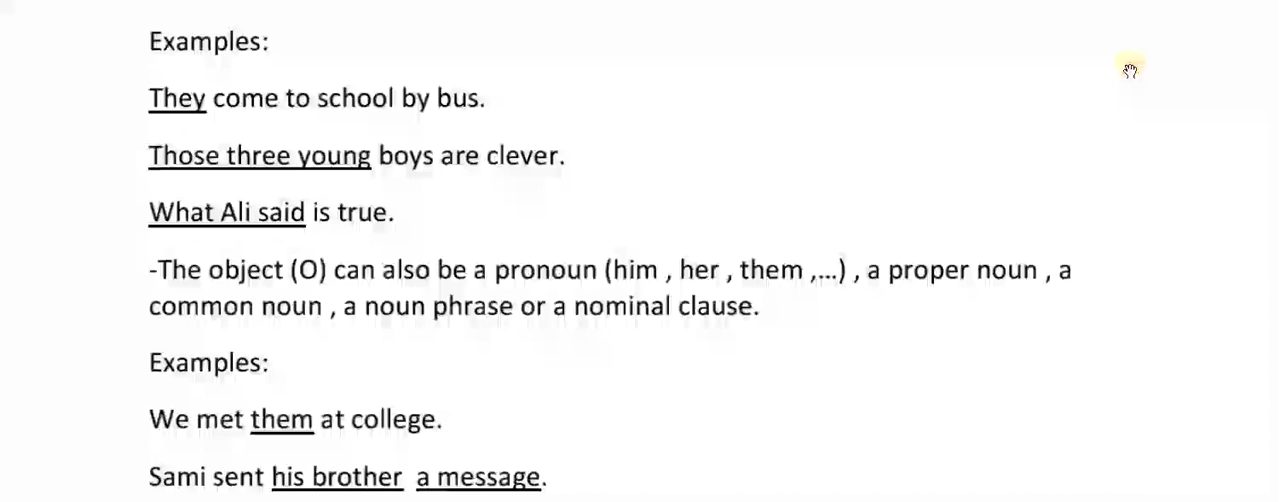 Examples:
They come to school by bus.
Those three young boys are clever.
What Ali said is true.
-The object (O) can also be a pronoun (him , her , them ,...) , a proper noun , a
common noun , a noun phrase or a nominal clause.
Examples:
We met them at college.
Sami sent his brother a message.